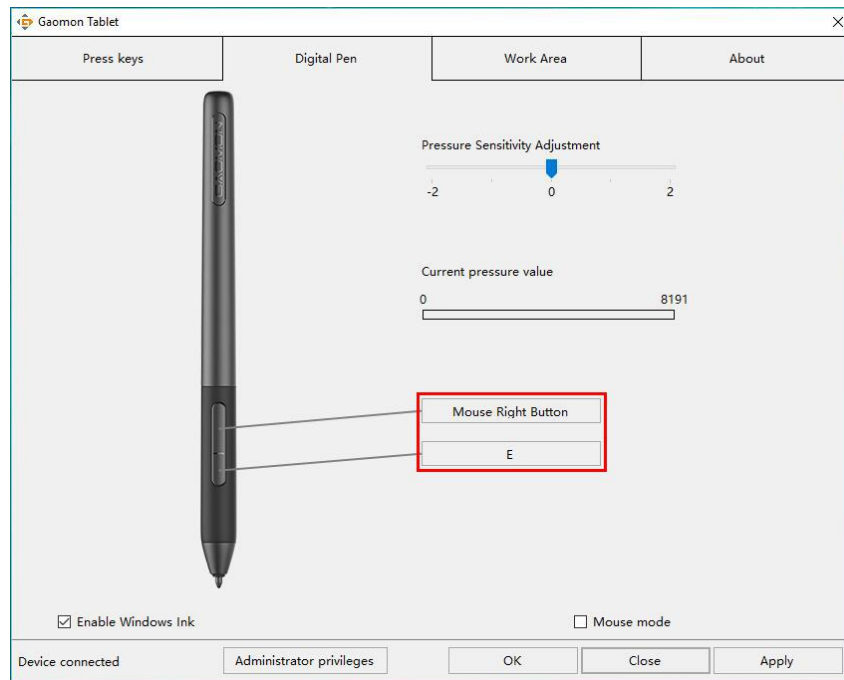 Gaomon Tablet
Press keys
Digital Pen
Work Area
About
GAOMON
Pressure Sensitivity Adjustment
-2 0 2
Current pressure value
0 8191
Mouse Right Button
E
Enable Windows Ink
Mouse mode
Device connected
Administrator privileges
OK
Close
Apply